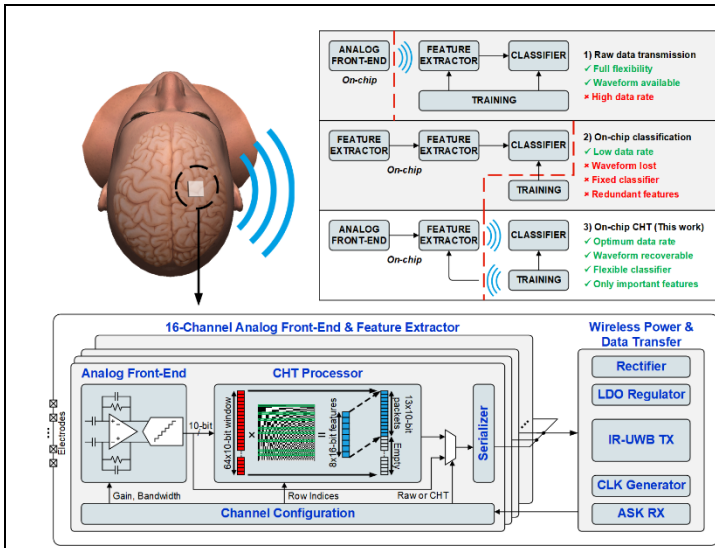 ANALOG
FRONT-END
On-chip
FEATURE
EXTRACTOR
CLASSIFIER
TRAINING
1) Raw data transmission
✓ Full flexibility
✓ Waveform available
× High data rate
FEATURE
EXTRACTOR
FEATURE
EXTRACTOR
On-chip
CLASSIFIER
TRAINING
2) On-chip classification
✓ Low data rate
× Waveform lost
× Fixed classifier
× Redundant features
ANALOG
FRONT-END
FEATURE
EXTRACTOR
On-chip
CLASSIFIER
TRAINING
3) On-chip CHT (This work)
✓ Optimum data rate
✓ Waveform recoverable
✓ Flexible classifier
✓ Only important features
16-Channel Analog Front-End & Feature Extractor
Wireless Power &
Data Transfer
Analog Front-End
CHT Processor
Electrodes
10-bit
64x10-bit window
×
=
8x16-bit features
13x10-bit
packets
Empty
Serializer
Gain, Bandwidth
Row Indices
Raw or CHT
Channel Configuration
Rectifier
LDO Regulator
IR-UWB TX
CLK Generator
ASK RX